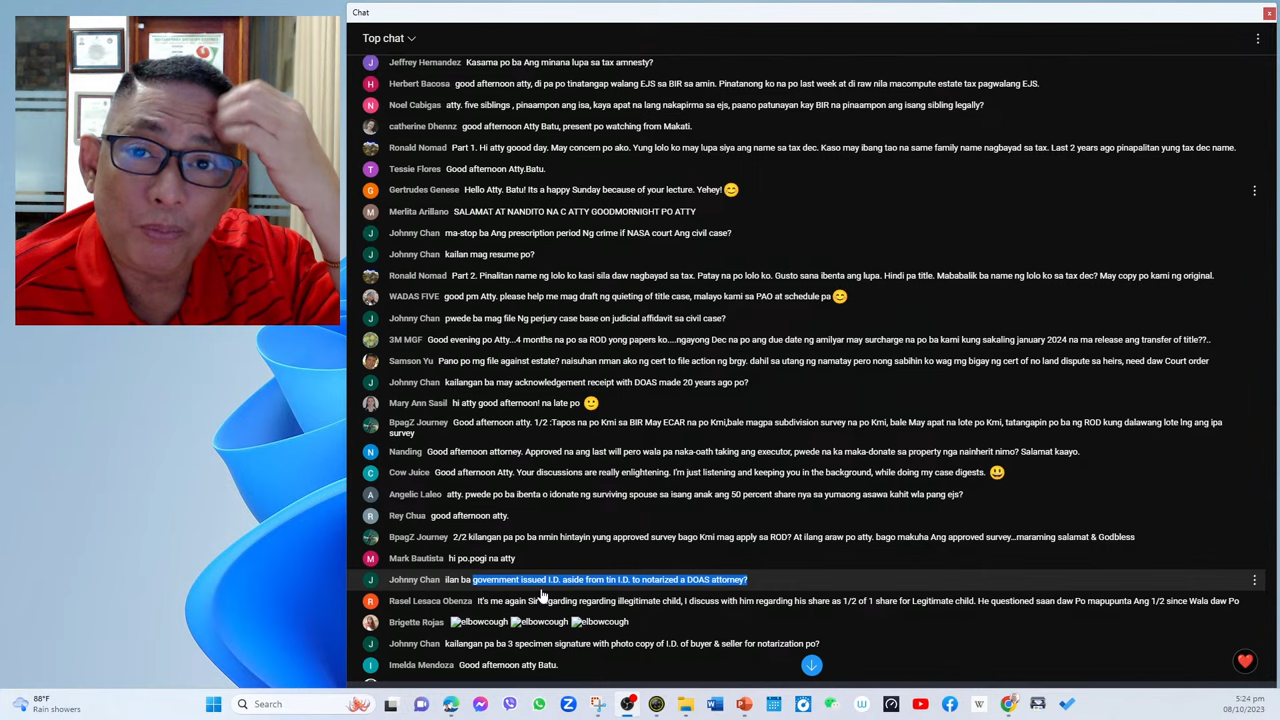 Chat
Top chat
Jeffrey Hernandez Kasama po ba Ang minana lupa sa tax amnesty?
Herbert Bacosa good afternoon atty, di pa po tinatangap walang EJS sa BIR sa amin. Pinatanong ko na po last week at di raw nila macompute estate tax pagwalang EJS.
Noel Cabigas atty. five siblings , pinaampon ang isa, kaya apat na lang nakapirma sa ejs, paano patunayan kay BIR na pinaampon ang isang sibling legally?
catherine Dhennz good afternoon Atty Batu, present po watching from Makati.
Ronald Nomad Part 1. Hi atty goood day. May concern po ako. Yung lolo ko may lupa siya ang name sa tax dec. Kaso may ibang tao na same family name nagbayad sa tax. Last 2 years ago pinapalitan yung tax dec name.
Tessie Flores Good afternoon Atty.Batu.
Gertrudes Genese Hello Atty. Batu! Its a happy Sunday because of your lecture. Yehey!😊
Merlita Arillano SALAMAT AT NANDITO NA C ATTY GOODMORNIGHT PO ATTY
Johnny Chan ma-stop ba Ang prescription period Ng crime if NASA court Ang civil case?
Johnny Chan kailan mag resume po?
Ronald Nomad Part 2. Pinalitan name ng lolo ko kasi sila daw nagbayad sa tax. Patay na po lolo ko. Gusto sana ibenta ang lupa. Hindi pa title. Mababalik ba name ng lolo ko sa tax dec? May copy po kami ng original.
WADAS FIVE good pm Atty. please help me mag draft ng quieting of title case, malayo kami sa PAO at schedule pa😊
Johnny Chan pwede ba mag file Ng perjury case base on judicial affidavit sa civil case?
3M MGF Good evening po Atty...4 months na po sa ROD yong papers ko....ngayong Dec na po ang due date ng amilyar may surcharge na po ba kami kung sakaling january 2024 na ma release ang transfer of title??..
Samson Yu Pano po mg file against estate? naisuhan nman ako ng cert to file action ng brgy. dahil sa utang ng namatay pero nong sabihin ko wag mg bigay ng cert of no land dispute sa heirs, need daw Court order
Johnny Chan kailangan ba may acknowledgement receipt with DOAS made 20 years ago po?
Mary Ann Sasil hi atty good afternoon! na late po 🙂
BpagZ Journey Good afternoon atty. 1/2 :Tapos na po Kmi sa BIR May ECAR na po Kmi,bale magpa subdivision survey na po Kmi, bale May apat na lote po Kmi, tatangapin po ba ng ROD kung dalawang lote lng ang ipa
survey
Nanding Good afternoon attorney. Approved na ang last will pero wala pa naka-oath taking ang executor, pwede na ka maka-donate sa property nga nainherit nimo? Salamat kaayo.
Cow Juice Good afternoon Atty. Your discussions are really enlightening. I'm just listening and keeping you in the background, while doing my case digests. 😃
Angelic Laleo atty. pwede po ba ibenta o idonate ng surviving spouse sa isang anak ang 50 percent share nya sa yumaong asawa kahit wla pang ejs?
Rey Chua good afternoon atty.
BpagZ Journey 2/2 kilangan pa po ba nmin hintayin yung approved survey bago Kmi mag apply sa ROD? At ilang araw po atty. bago makuha Ang approved survey...maraming salamat & Godbless
Mark Bautista hi po.pogi na atty
Johnny Chan ilan ba government issued I.D. aside from tin I.D. to notarized a DOAS attorney?
Rasel Lesaca Obenza It's me again Sir regarding regarding illegitimate child, I discuss with him regarding his share as 1/2 of 1 share for Legitimate child. He questioned saan daw Po mapupunta Ang 1/2 since Wala daw Po
Brigette Rojas elbowcough elbowcough elbowcough
Johnny Chan kailangan pa ba 3 specimen signature with photo copy of I.D. of buyer & seller for notarization po?
Imelda Mendoza Good afternoon atty Batu.
88°F
Rain showers
Search
5:24 pm
08/10/2023